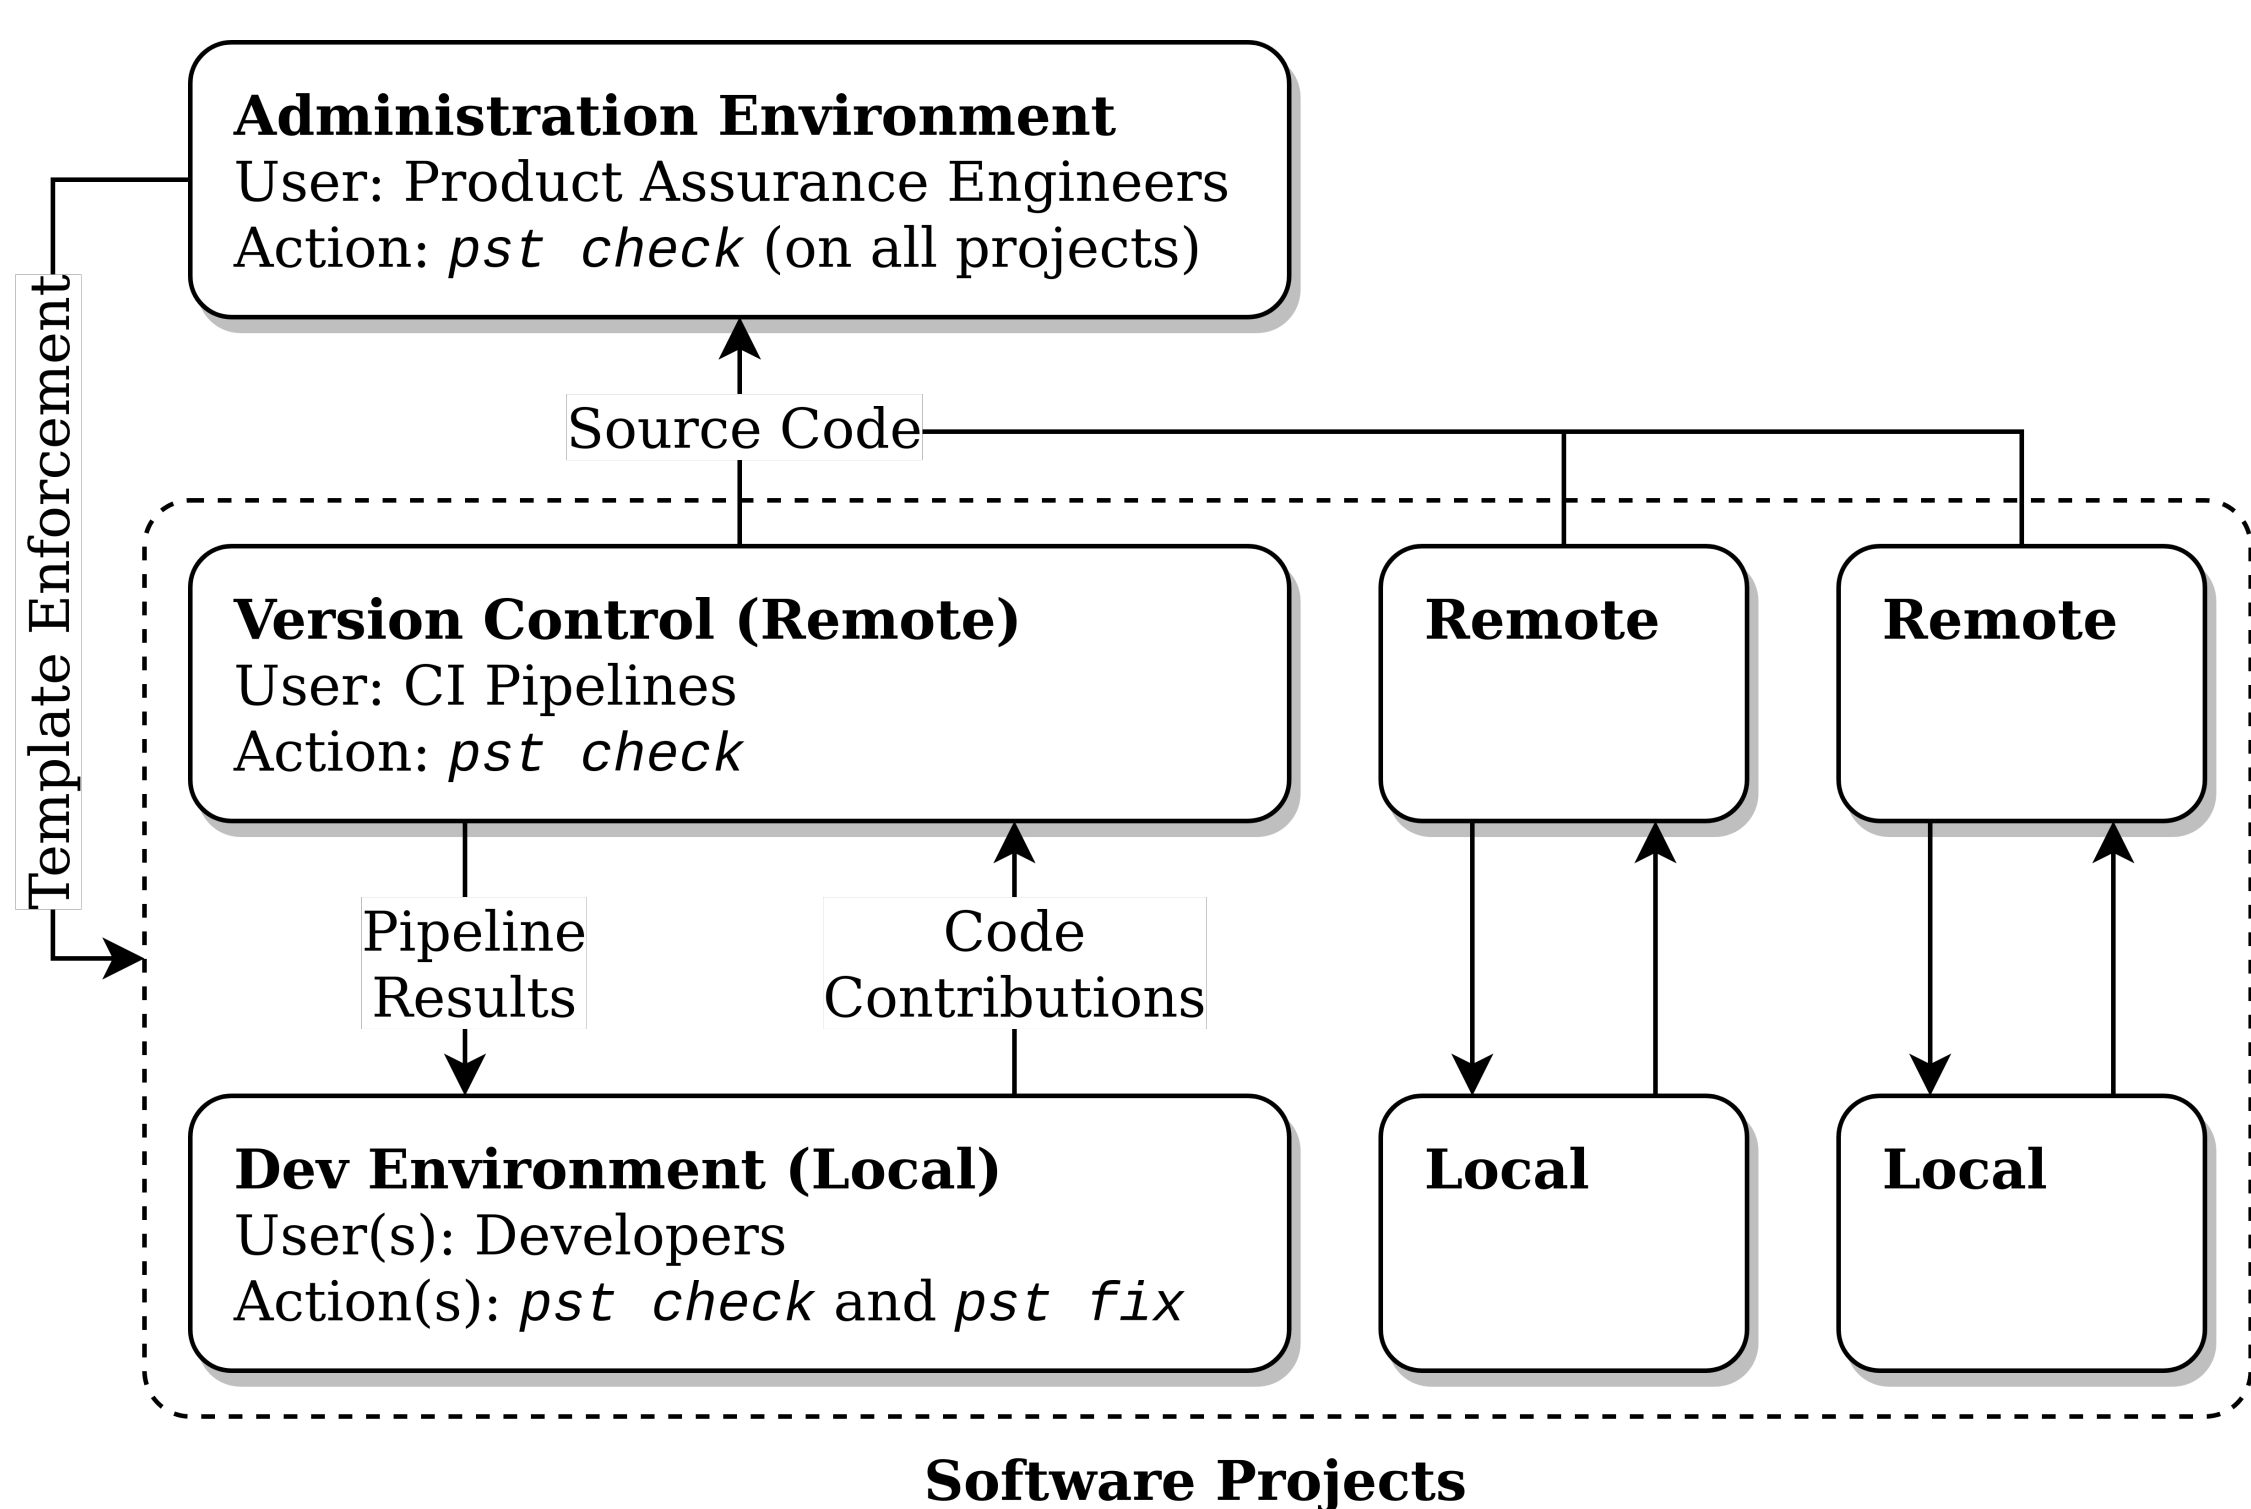 Administration Environment
User: Product Assurance Engineers
Action: pst check (on all projects)
Template Enforcement
Source Code
Version Control (Remote)
User: CI Pipelines
Action: pst check
Remote
Remote
Pipeline
Results
Code
Contributions
Dev Environment (Local)
User(s): Developers
Action(s): pst check and pst fix
Local
Local
Software Projects